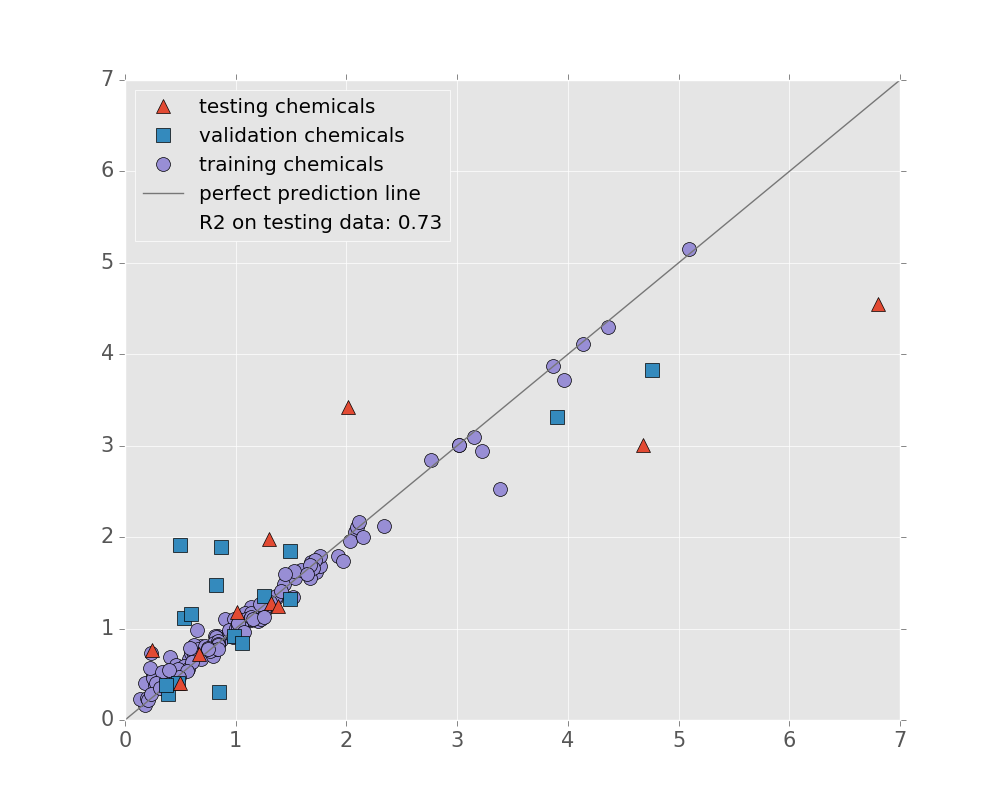 testing chemicals
validation chemicals
training chemicals
perfect prediction line
R2 on testing data: 0.73
7
6
5
4
3
2
1
0
0 1 2 3 4 5 6 7